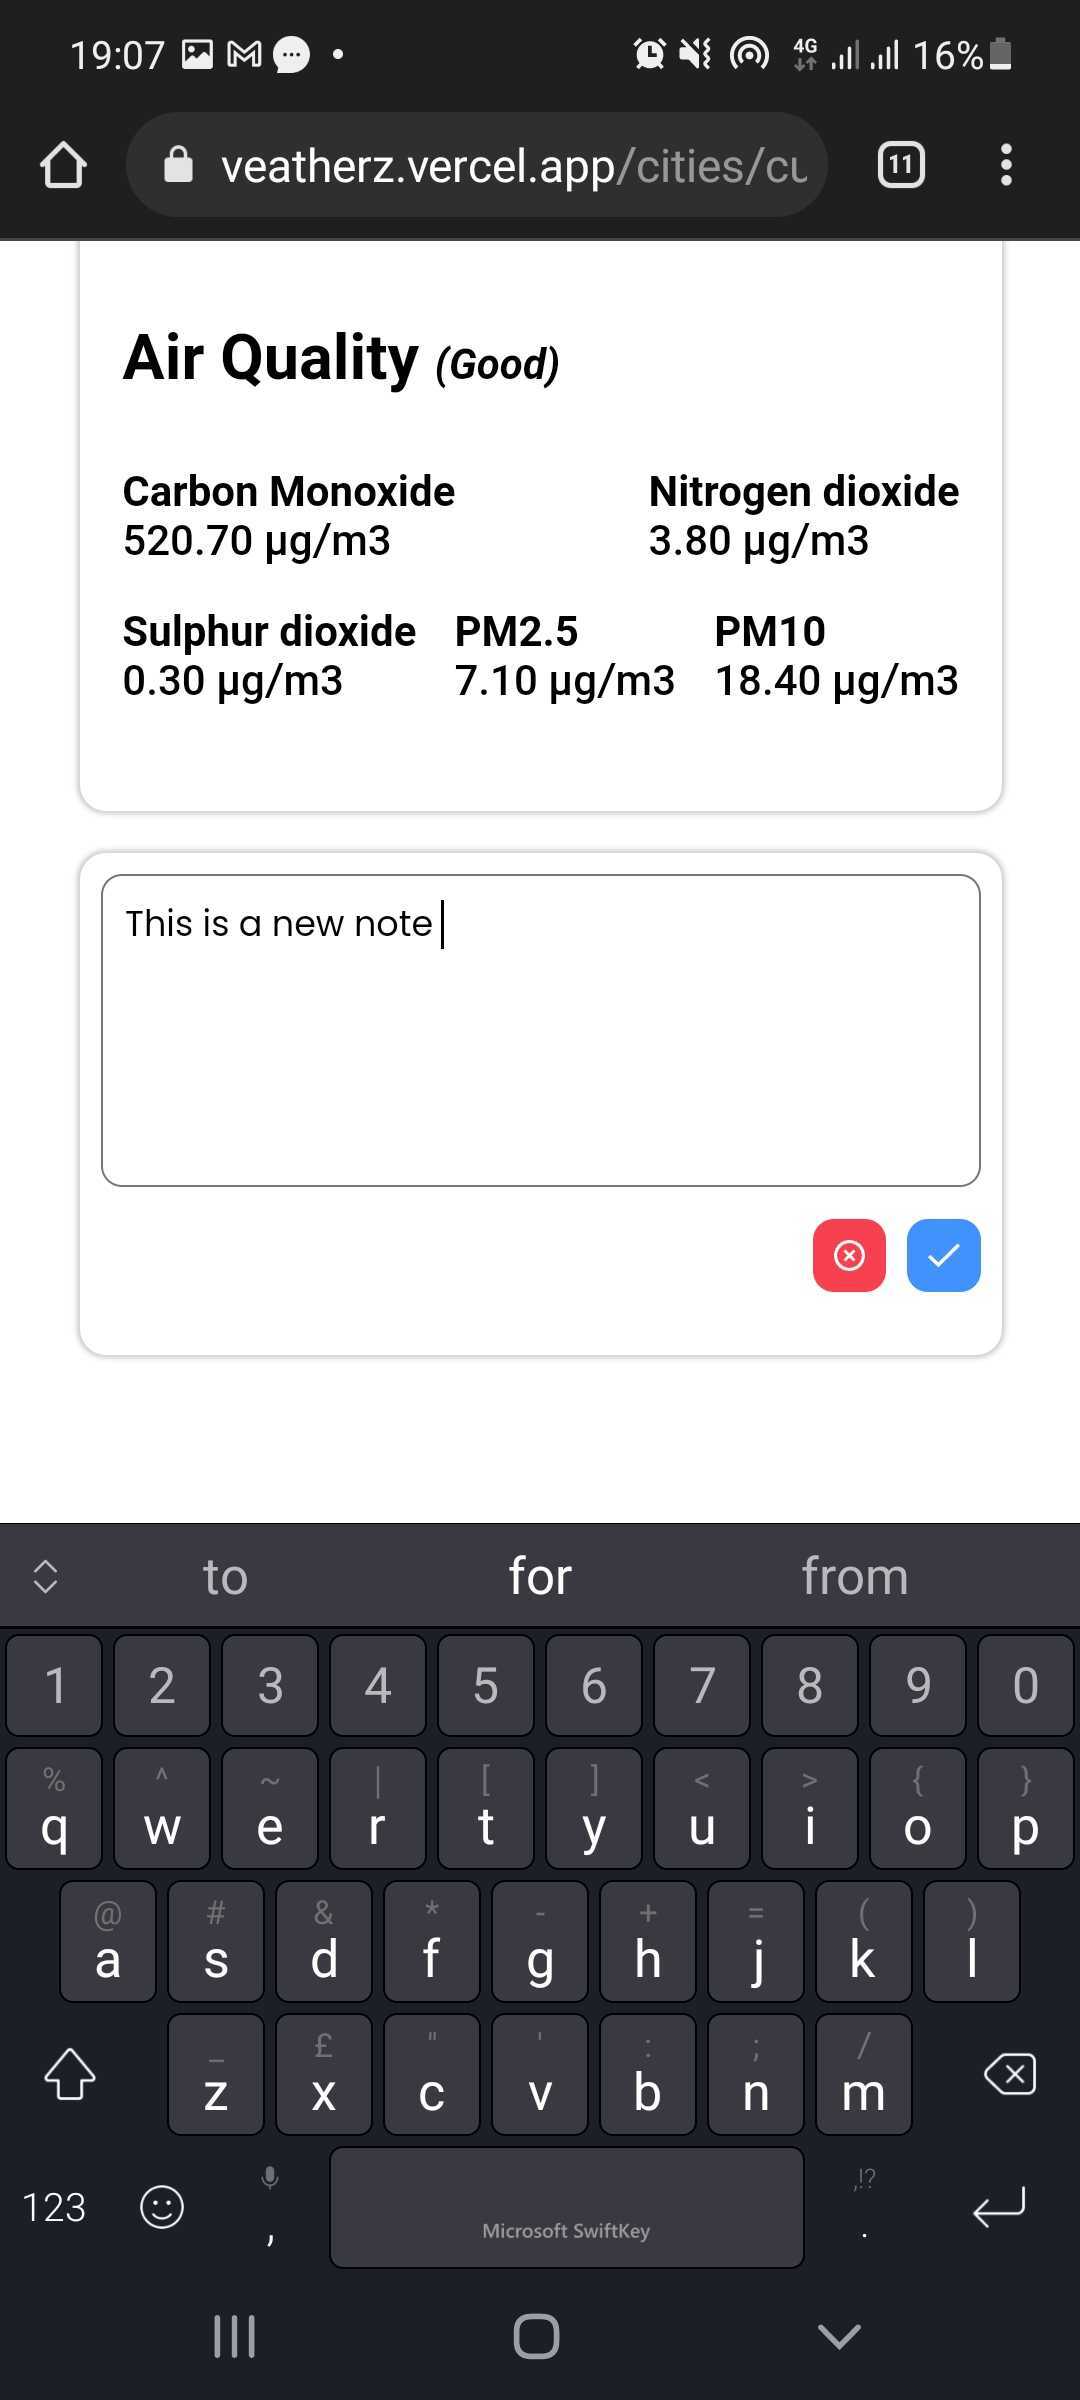 19:07 4G 16%
veatherz.vercel.app/cities/cu 11
Air Quality (Good)
Carbon Monoxide Nitrogen dioxide
520.70 µg/m3 3.80 µg/m3
Sulphur dioxide PM2.5 PM10
0.30 µg/m3 7.10 µg/m3 18.40 µg/m3
This is a new note
to for from
1 2 3 4 5 6 7 8 9 0
% ^ ~ | [ ] < > { }
q w e r t y u i o p
@ # & * - + = ( )
a s d f g h j k l
_ £ " ' : ; /
z x c v b n m
,!?
123 , Microsoft SwiftKey .